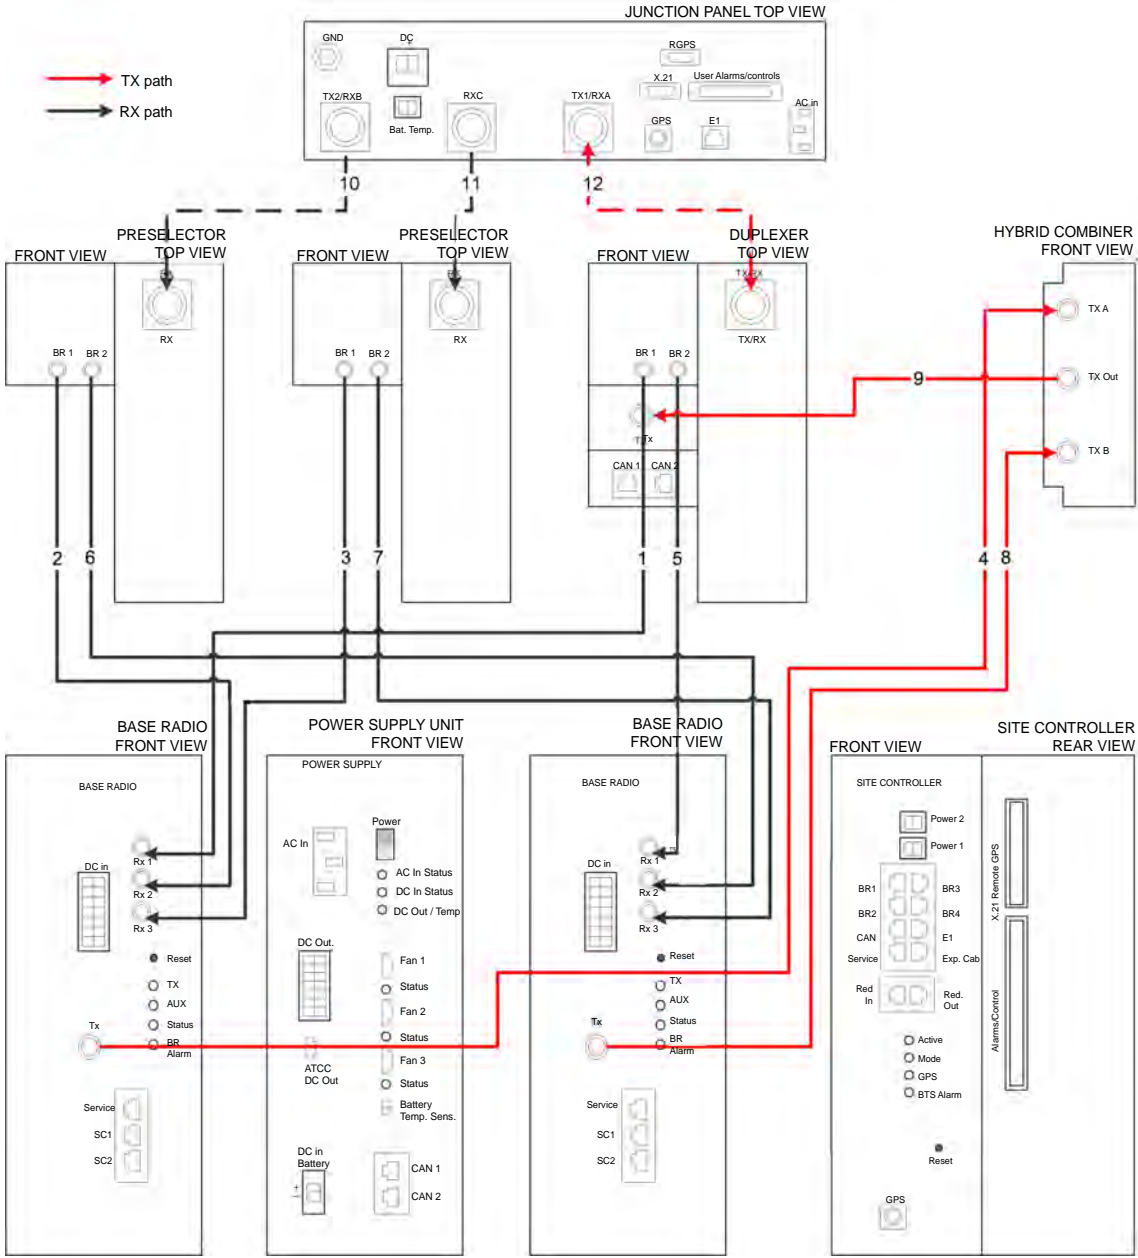 JUNCTION PANEL TOP VIEW
GND
DC
RGPS
X.21
User Alarms/controls
TX path
RX path
TX2/RXB
RXC
TX1/RXA
AC in
Bat. Temp.
GPS
E1
10
11
12
PRESELECTOR
TOP VIEW
FRONT VIEW
PRESELECTOR
TOP VIEW
FRONT VIEW
DUPLEXER
TOP VIEW
FRONT VIEW
HYBRID COMBINER
FRONT VIEW
TX/RX
TX A
RX
RX
TX/RX
BR 1
BR 2
BR 1
BR 2
BR 1
BR 2
9
TX Out
Tx
TX B
CAN 1
CAN 2
2
6
3
7
1
5
4
8
BASE RADIO
FRONT VIEW
POWER SUPPLY UNIT
FRONT VIEW
BASE RADIO
FRONT VIEW
SITE CONTROLLER
REAR VIEW
FRONT VIEW
BASE RADIO
DC in
Rx 1
Rx 2
Rx 3
Reset
TX
AUX
Status
BR
Alarm
Tx
Service
SC1
SC2
POWER SUPPLY
AC In
Power
AC In Status
DC In Status
DC Out / Temp
DC Out.
Fan 1
Status
Fan 2
Status
Fan 3
Status
ATCC
DC Out
Battery
Temp. Sens.
DC in
Battery
+
−
CAN 1
CAN 2
BASE RADIO
DC in
Rx 1
Rx 2
Rx 3
Reset
TX
AUX
Status
BR
Alarm
Tx
Service
SC1
SC2
SITE CONTROLLER
Power 2
Power 1
BR1
BR3
BR2
BR4
CAN
E1
Service
Exp. Cab
Red
In
Red.
Out
Active
Mode
GPS
BTS Alarm
Reset
GPS
X.21 Remote GPS
Alarms/Control